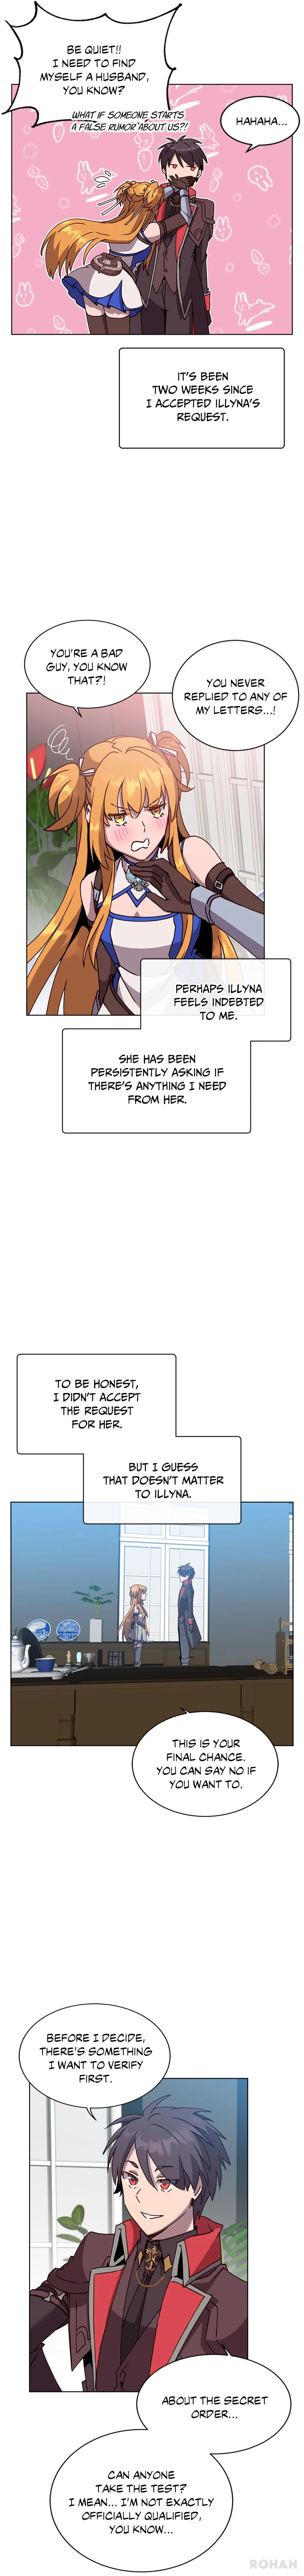 BE QUIET!!
I NEED TO FIND
MYSELF A HUSBAND,
YOU KNOW?
WHAT IF SOMEONE STARTS
A FALSE RUMOR ABOUT US?!
HAHAHA...
IT'S BEEN
TWO WEEKS SINCE
I ACCEPTED ILLYNA'S
REQUEST.
YOU'RE A BAD
GUY, YOU KNOW
THAT?!
YOU NEVER
REPLIED TO ANY OF
MY LETTERS...!
PERHAPS ILLYNA
FEELS INDEBTED
TO ME.
SHE HAS BEEN
PERSISTENTLY ASKING IF
THERE'S ANYTHING I NEED
FROM HER.
TO BE HONEST,
I DIDN'T ACCEPT
THE REQUEST
FOR HER.
BUT I GUESS
THAT DOESN'T MATTER
TO ILLYNA.
THIS IS YOUR
FINAL CHANCE.
YOU CAN SAY NO IF
YOU WANT TO.
BEFORE I DECIDE,
THERE'S SOMETHING
I WANT TO VERIFY
FIRST.
ABOUT THE SECRET
ORDER...
CAN ANYONE
TAKE THE TEST?
I MEAN... I'M NOT EXACTLY
OFFICIALLY QUALIFIED,
YOU KNOW...
ROHAN